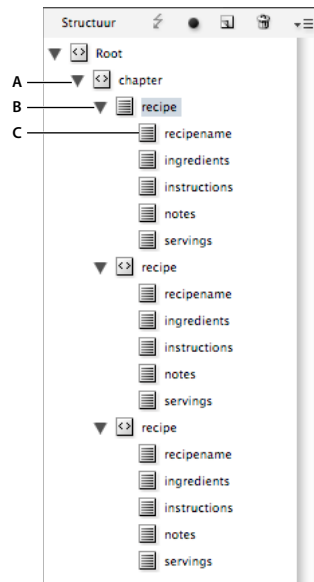 Structuur
Root
A chapter
B recipe
C recipename
ingredients
instructions
notes
servings
recipe
recipename
ingredients
instructions
notes
servings
recipe
recipename
ingredients
instructions
notes
servings